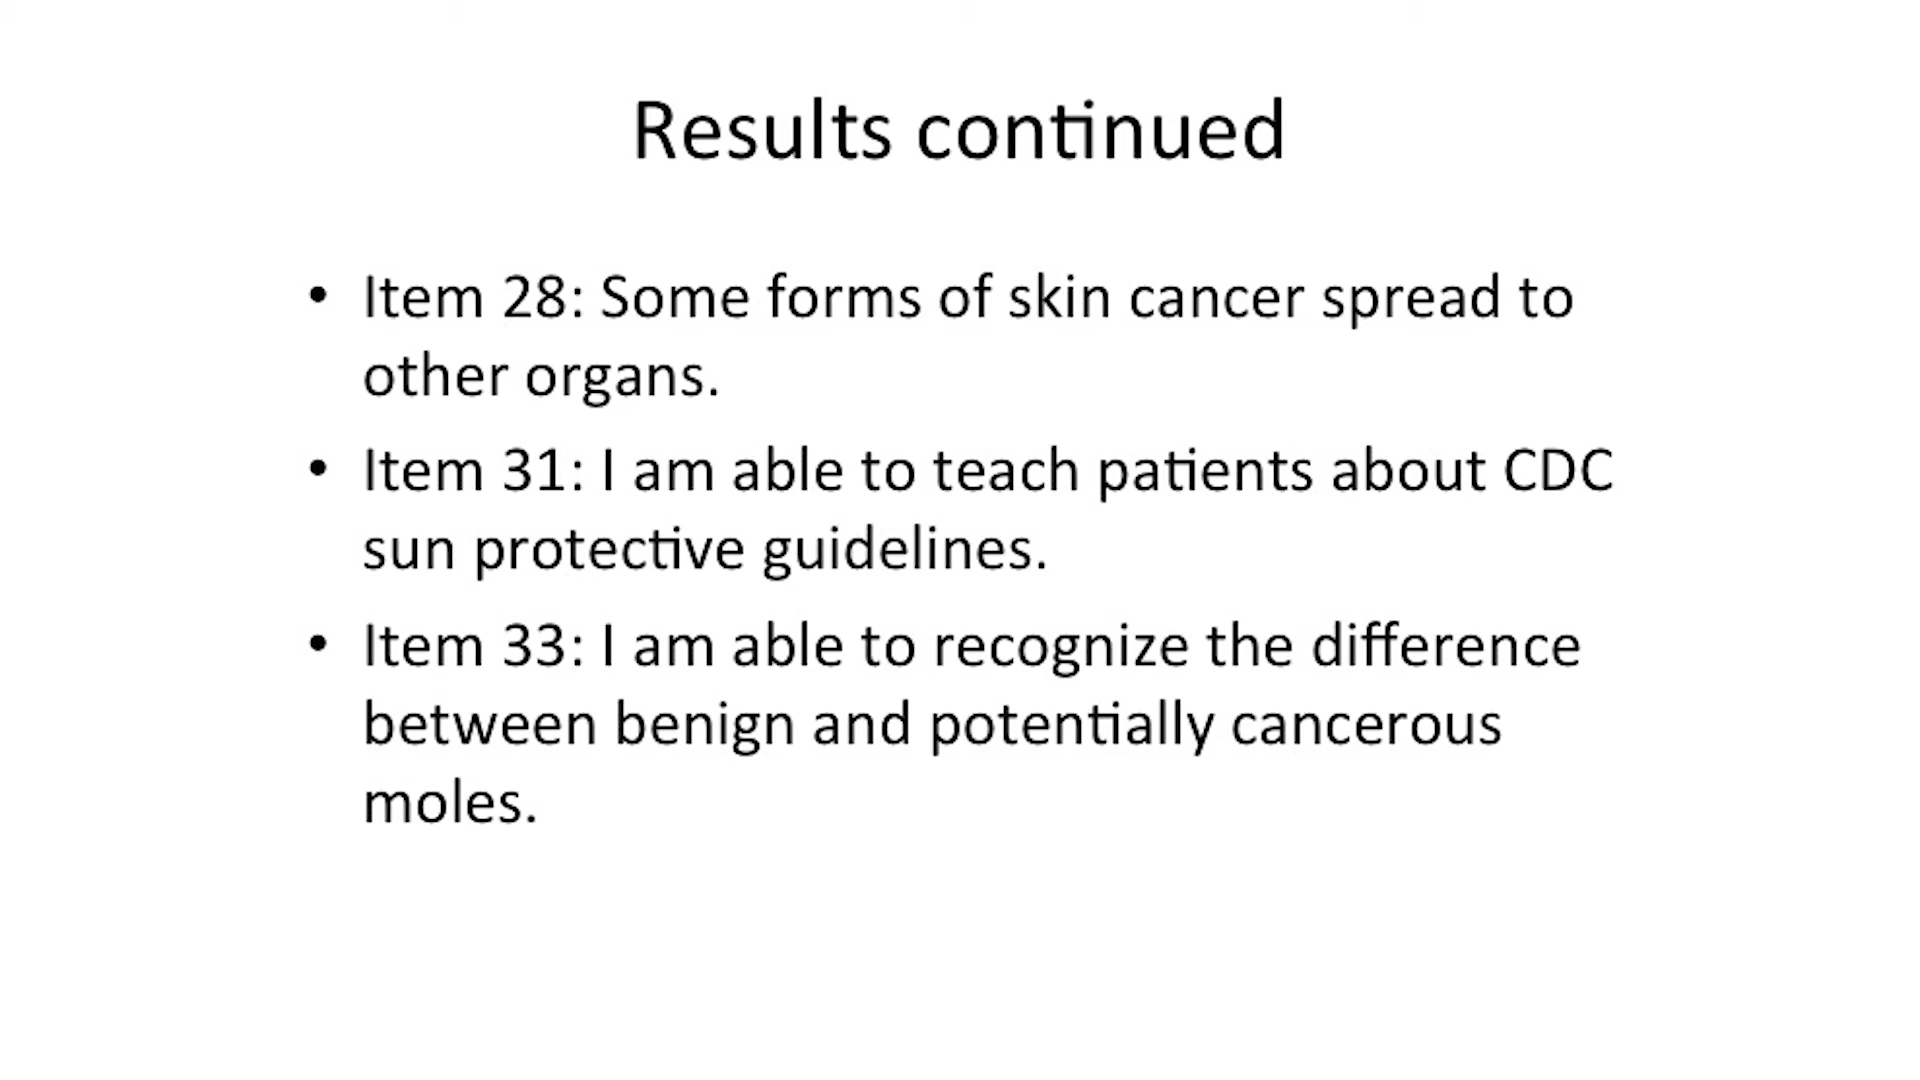 Results continued
• Item 28: Some forms of skin cancer spread to
other organs.
• Item 31: I am able to teach patients about CDC
sun protective guidelines.
• Item 33: I am able to recognize the difference
between benign and potentially cancerous
moles.